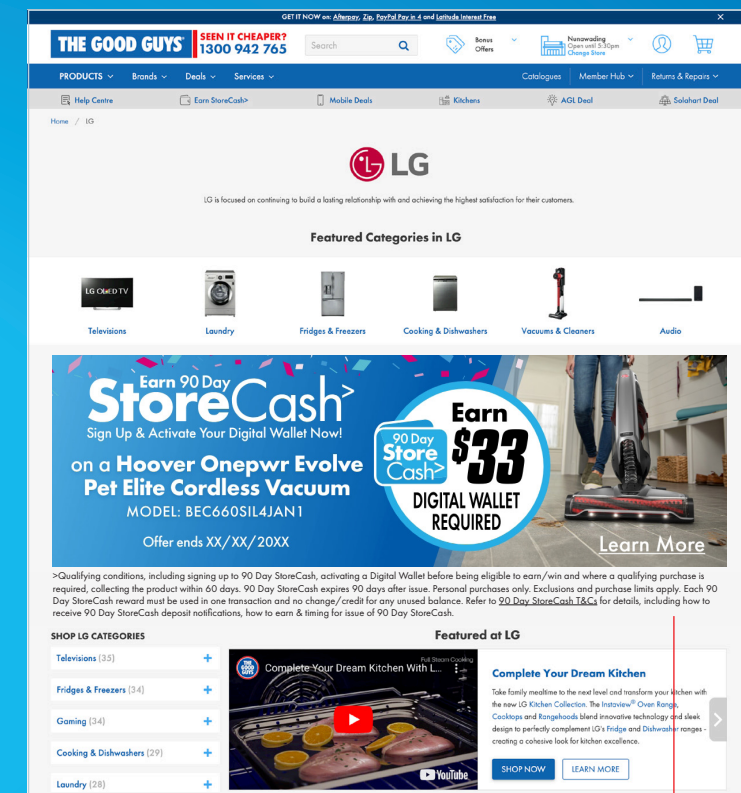 GET IT NOW on: Afterpay, Zip, PayPal Pay in 4 and Latitude Interest Free
THE GOOD GUYS
SEEN IT CHEAPER?
1300 942 765
Search
Bonus
Offers
Nunawading
Open until 5:30pm
Change Store
PRODUCTS Brands Deals Services Catalogues Member Hub Returns & Repairs
Help Centre Earn StoreCash> Mobile Deals Kitchens AGL Deal Solahart Deal
Home / LG
LG
LG is focused on continuing to build a lasting relationship with and achieving the highest satisfaction for their customers.
Featured Categories in LG
LG OLED TV
Televisions Laundry Fridges & Freezers Cooking & Dishwashers Vacuums & Cleaners Audio
Earn 90 Day
StoreCash>
Sign Up & Activate Your Digital Wallet Now!
on a Hoover Onepwr Evolve
Pet Elite Cordless Vacuum
MODEL: BEC660SIL4JAN1
Offer ends XX/XX/20XX
90 Day
Store
Cash>
Earn
$33
DIGITAL WALLET
REQUIRED
Learn More
>Qualifying conditions, including signing up to 90 Day StoreCash, activating a Digital Wallet before being eligible to earn/win and where a qualifying purchase is
required, collecting the product within 60 days. 90 Day StoreCash expires 90 days after issue. Personal purchases only. Exclusions and purchase limits apply. Each 90
Day StoreCash reward must be used in one transaction and no change/credit for any unused balance. Refer to 90 Day StoreCash T&Cs for details, including how to
receive 90 Day StoreCash deposit notifications, how to earn & timing for issue of 90 Day StoreCash.
SHOP LG CATEGORIES
Televisions (35)
Fridges & Freezers (34)
Gaming (34)
Cooking & Dishwashers (29)
Laundry (28)
Featured at LG
THE GOOD GUYS
Full Steam Cooking
Complete Your Dream Kitchen With L...
YouTube
Complete Your Dream Kitchen
Take family mealtime to the next level and transform your kitchen with
the new LG Kitchen Collection. The Instaview® Oven Range,
Cooktops and Rangehoods blend innovative technology and sleek
design to perfectly complement LG's Fridge and Dishwasher ranges -
creating a cohesive look for kitchen excellence.
SHOP NOW LEARN MORE